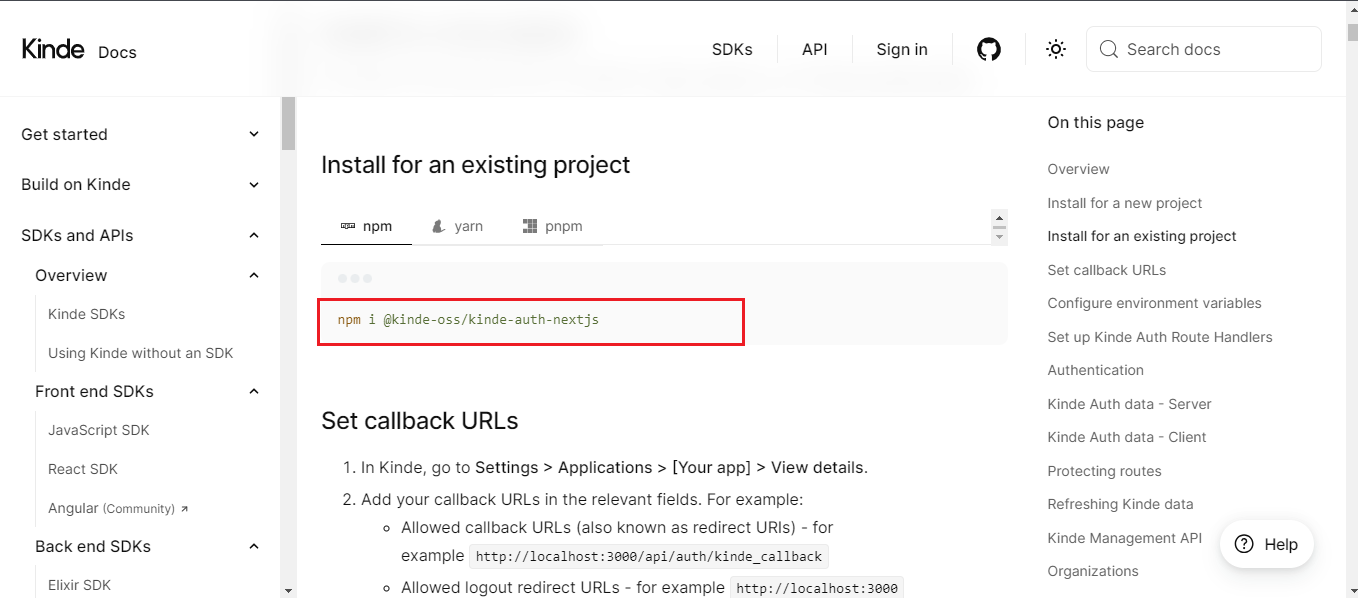 Kinde Docs
SDKs
API
Sign in
Search docs
Get started
Build on Kinde
SDKs and APIs
Overview
Kinde SDKs
Using Kinde without an SDK
Front end SDKs
JavaScript SDK
React SDK
Angular (Community) ↗
Back end SDKs
Elixir SDK
Install for an existing project
npm
yarn
pnpm
npm i @kinde-oss/kinde-auth-nextjs
Set callback URLs
1. In Kinde, go to Settings > Applications > [Your app] > View details.
2. Add your callback URLs in the relevant fields. For example:
Allowed callback URLs (also known as redirect URIs) - for
example http://localhost:3000/api/auth/kinde_callback
Allowed logout redirect URLs - for example http://localhost:3000
On this page
Overview
Install for a new project
Install for an existing project
Set callback URLs
Configure environment variables
Set up Kinde Auth Route Handlers
Authentication
Kinde Auth data - Server
Kinde Auth data - Client
Protecting routes
Refreshing Kinde data
Kinde Management API
Organizations
Help